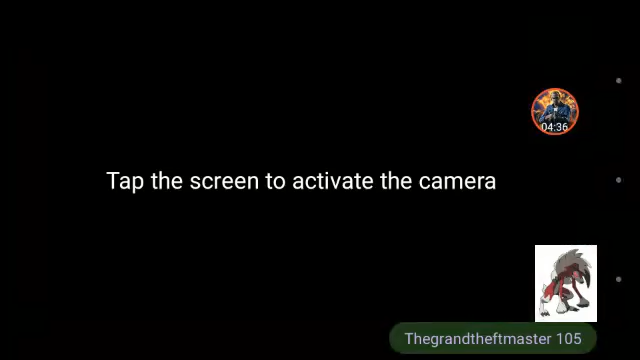 04:36
Tap the screen to activate the camera
Thegrandtheftmaster 105